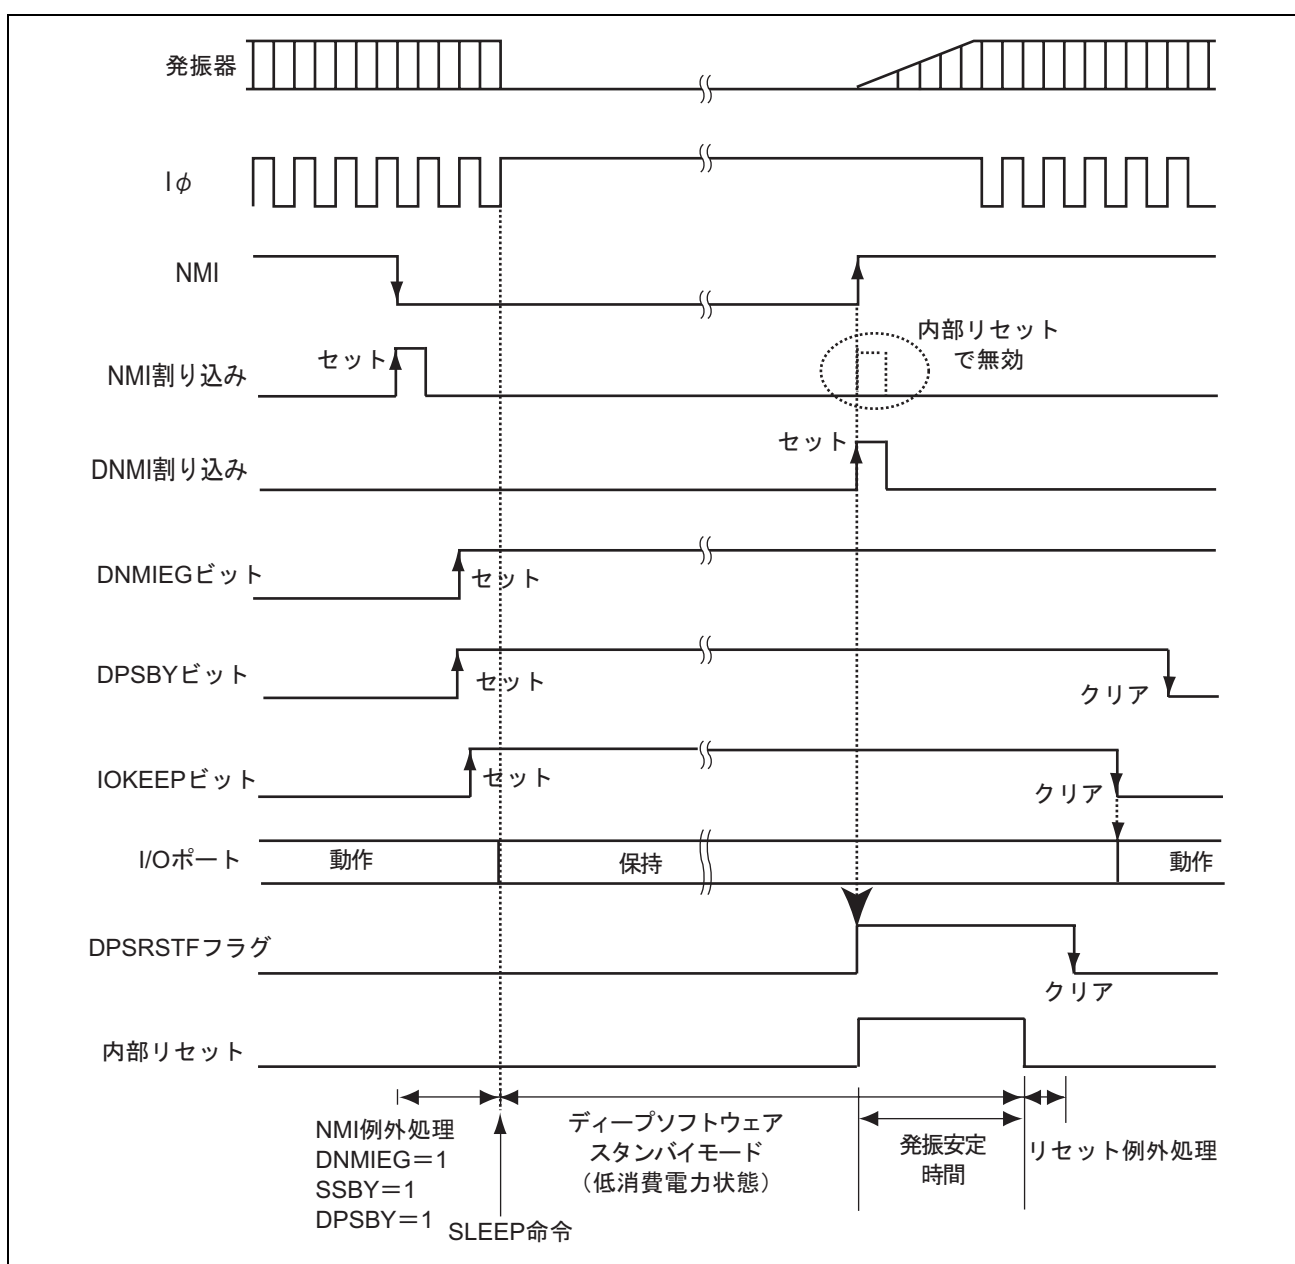 発振器
Iφ
NMI
NMI割り込み
セット
内部リセット
で無効
DNMI割り込み
セット
DNMIEGビット
セット
DPSBYビット
セット
クリア
IOKEEPビット
セット
クリア
I/Oポート
動作
保持
動作
DPSRSTFフラグ
クリア
内部リセット
NMI例外処理
DNMIEG＝1
SSBY＝1
DPSBY＝1
SLEEP命令
ディープソフトウェア
スタンバイモード
（低消費電力状態）
発振安定
時間
リセット例外処理